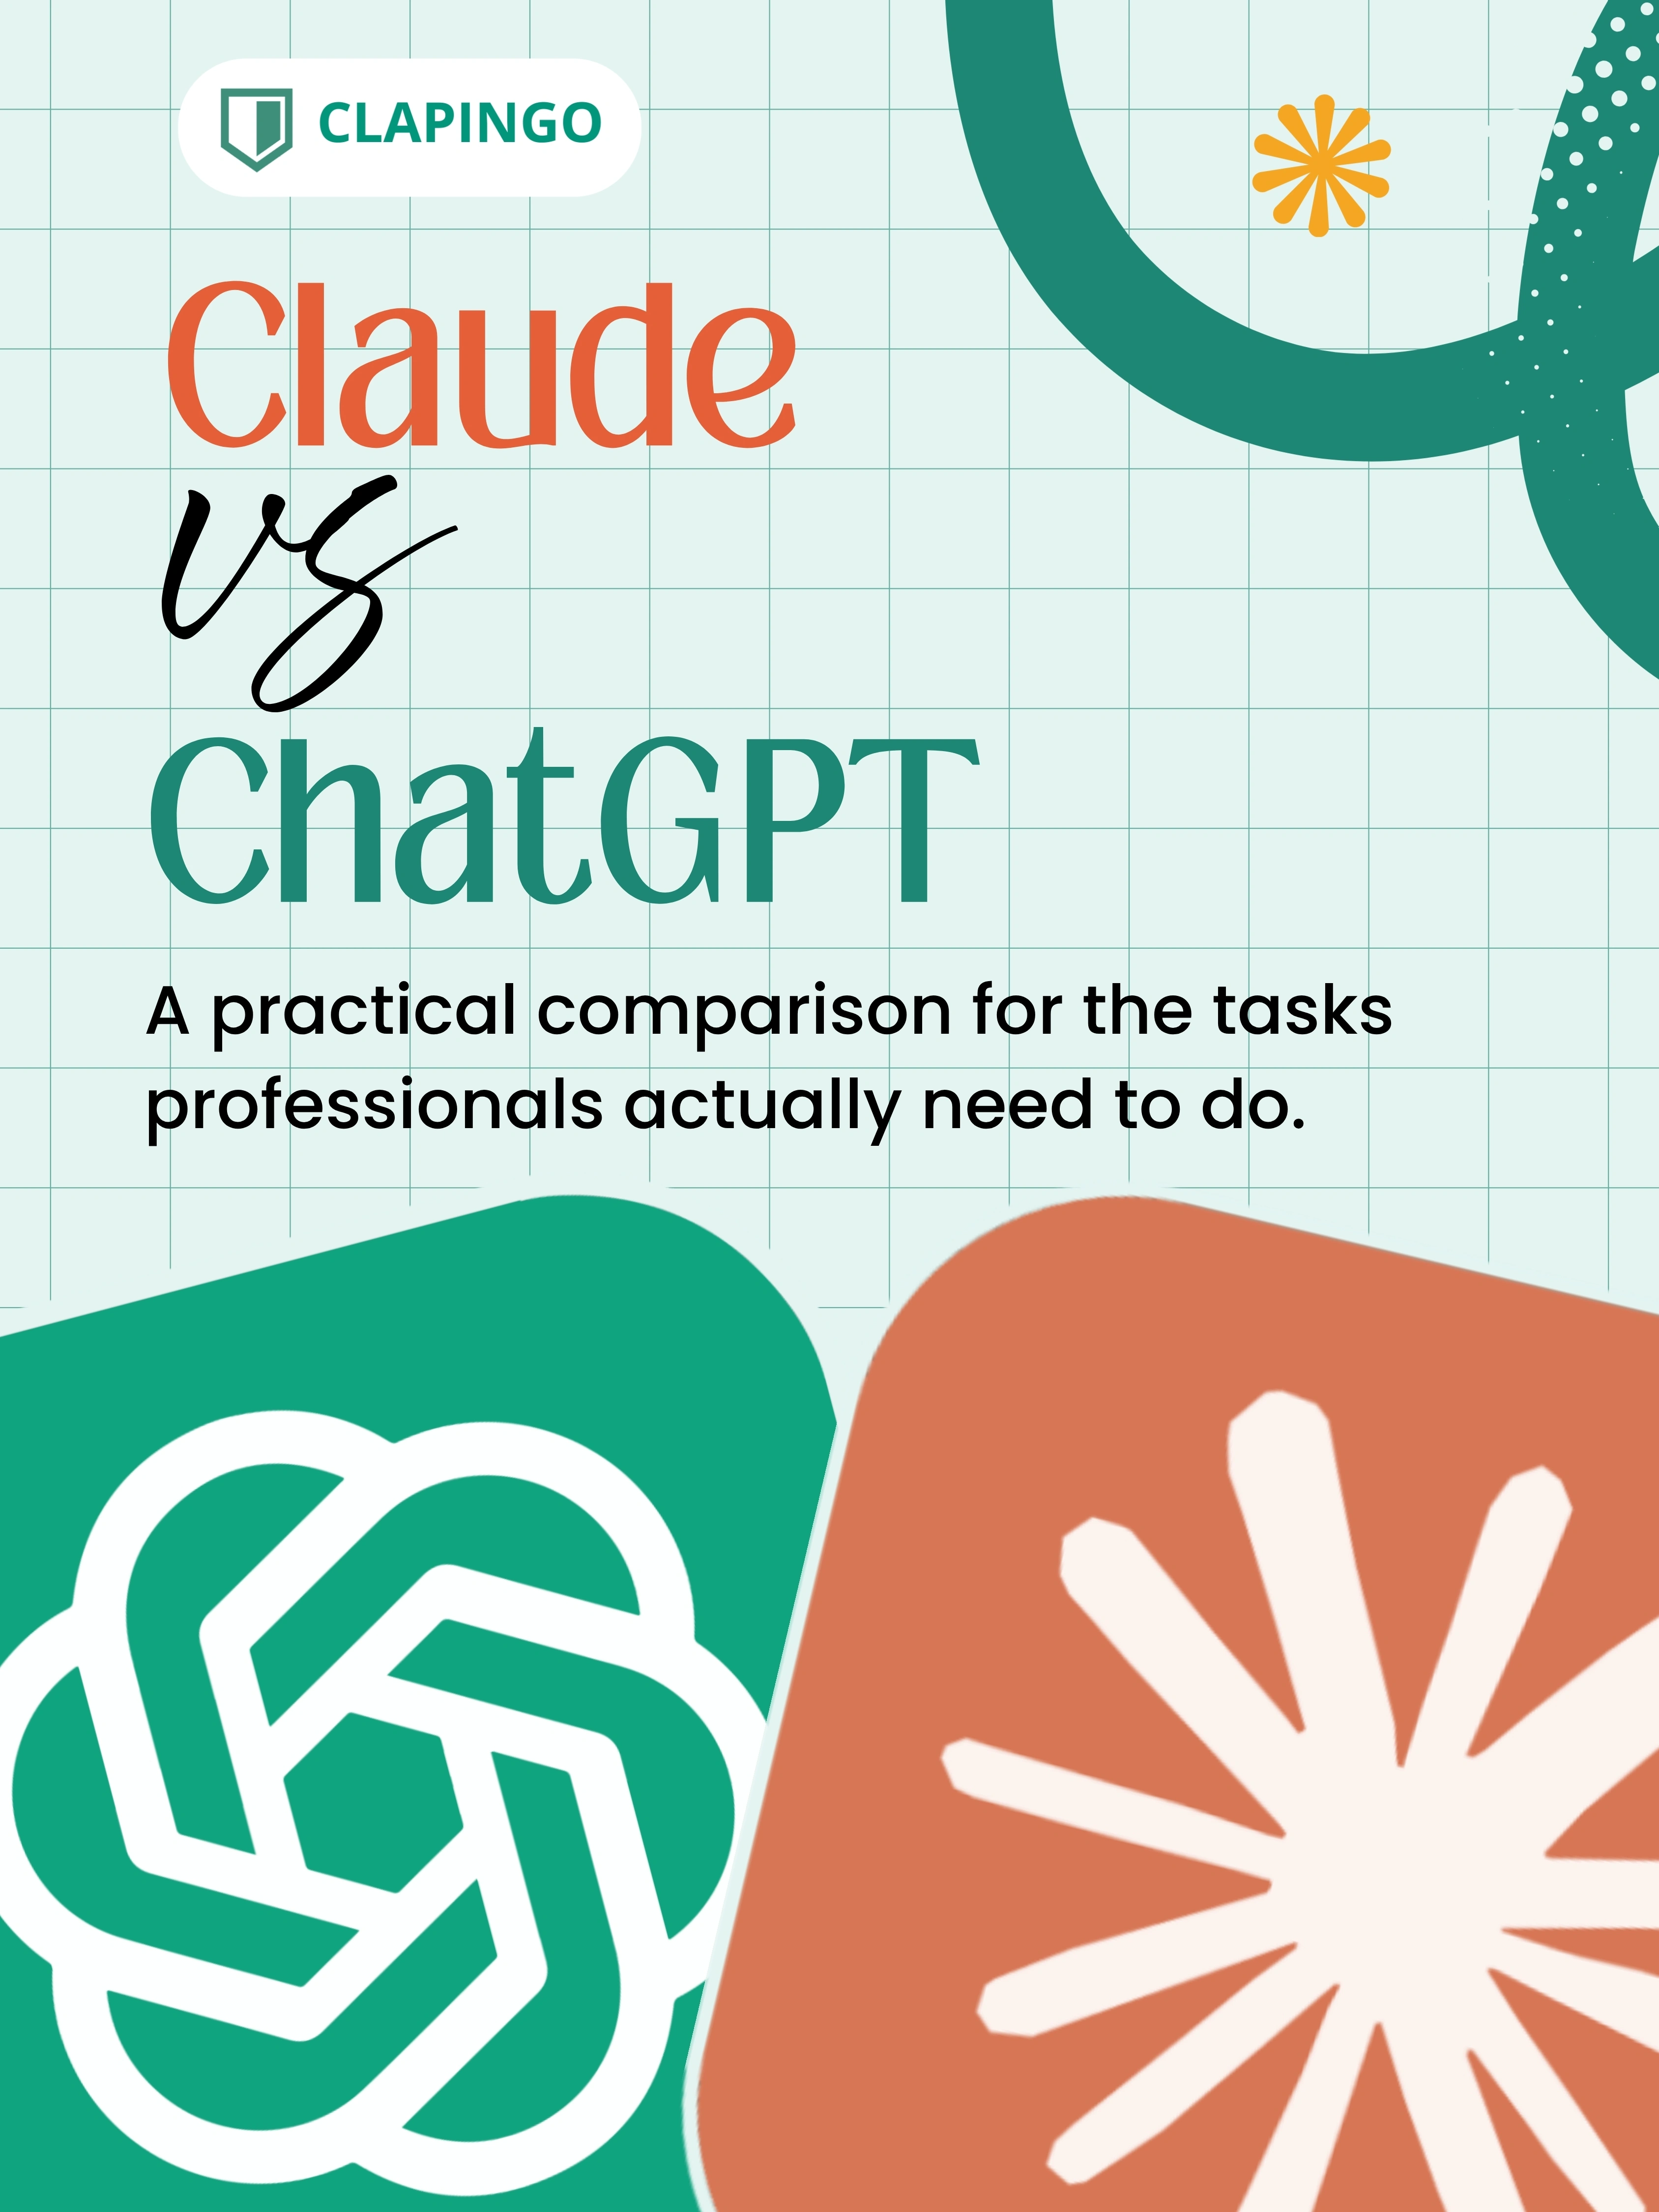 CLAPINGO
Claude
vs
ChatGPT
A practical comparison for the tasks
professionals actually need to do.